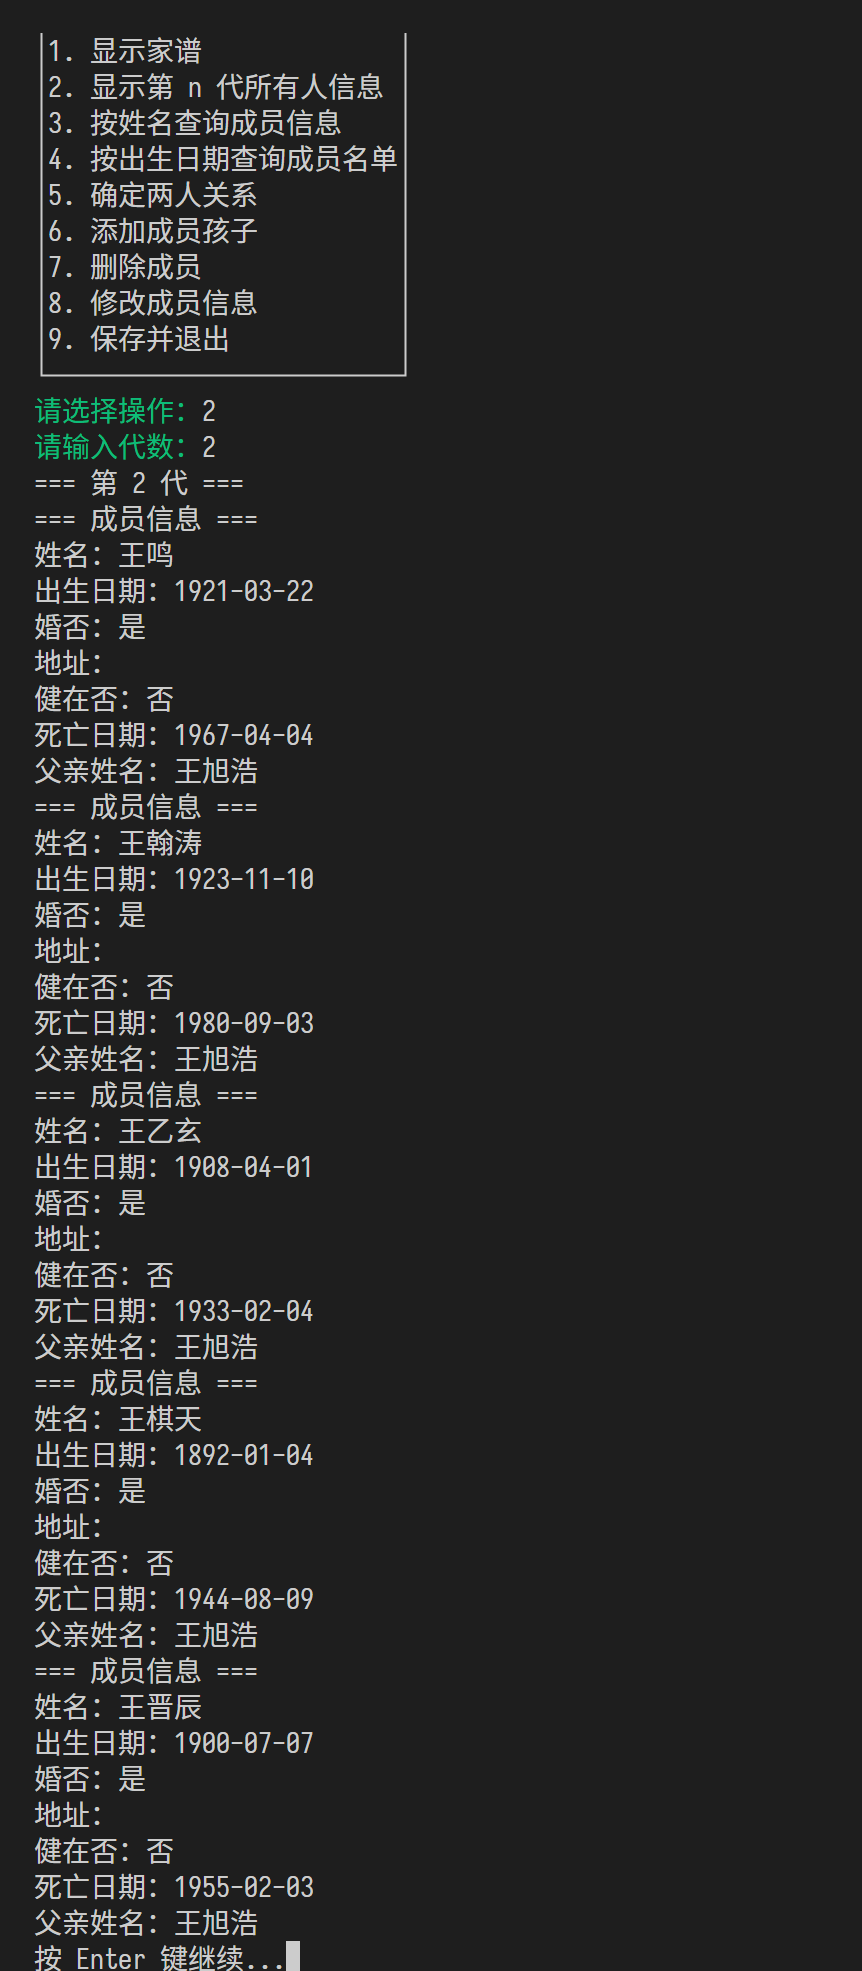 1. 显示家谱
2. 显示第 n 代所有人信息
3. 按姓名查询成员信息
4. 按出生日期查询成员名单
5. 确定两人关系
6. 添加成员孩子
7. 删除成员
8. 修改成员信息
9. 保存并退出
请选择操作：2
请输入代数：2
=== 第 2 代 ===
=== 成员信息 ===
姓名：王鸣
出生日期：1921-03-22
婚否：是
地址：
健在否：否
死亡日期：1967-04-04
父亲姓名：王旭浩
=== 成员信息 ===
姓名：王翰涛
出生日期：1923-11-10
婚否：是
地址：
健在否：否
死亡日期：1980-09-03
父亲姓名：王旭浩
=== 成员信息 ===
姓名：王乙玄
出生日期：1908-04-01
婚否：是
地址：
健在否：否
死亡日期：1933-02-04
父亲姓名：王旭浩
=== 成员信息 ===
姓名：王棋天
出生日期：1892-01-04
婚否：是
地址：
健在否：否
死亡日期：1944-08-09
父亲姓名：王旭浩
=== 成员信息 ===
姓名：王晋辰
出生日期：1900-07-07
婚否：是
地址：
健在否：否
死亡日期：1955-02-03
父亲姓名：王旭浩
按 Enter 键继续...